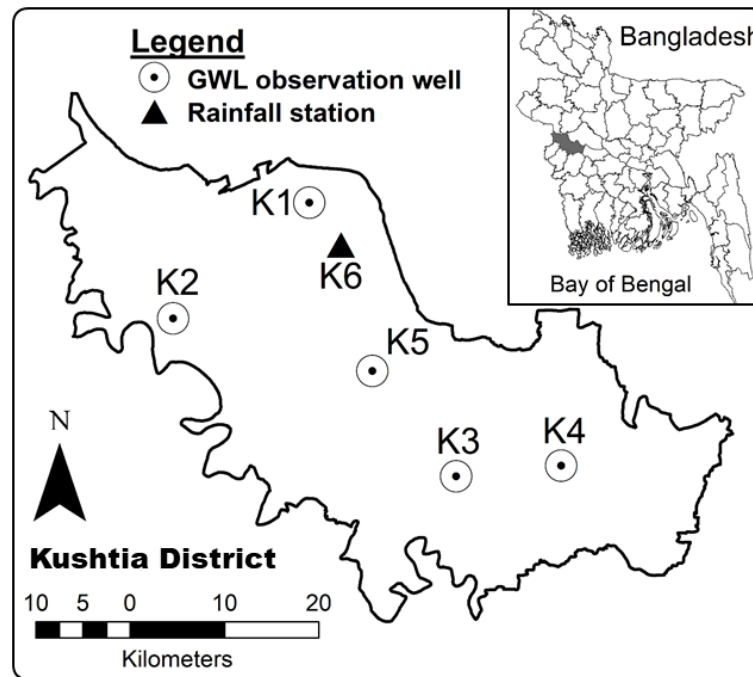 Legend
GWL observation well
Rainfall station
Bangladesh
Bay of Bengal
K1
K6
K2
K5
K3
K4
N
Kushtia District
10 5 0 10 20
Kilometers